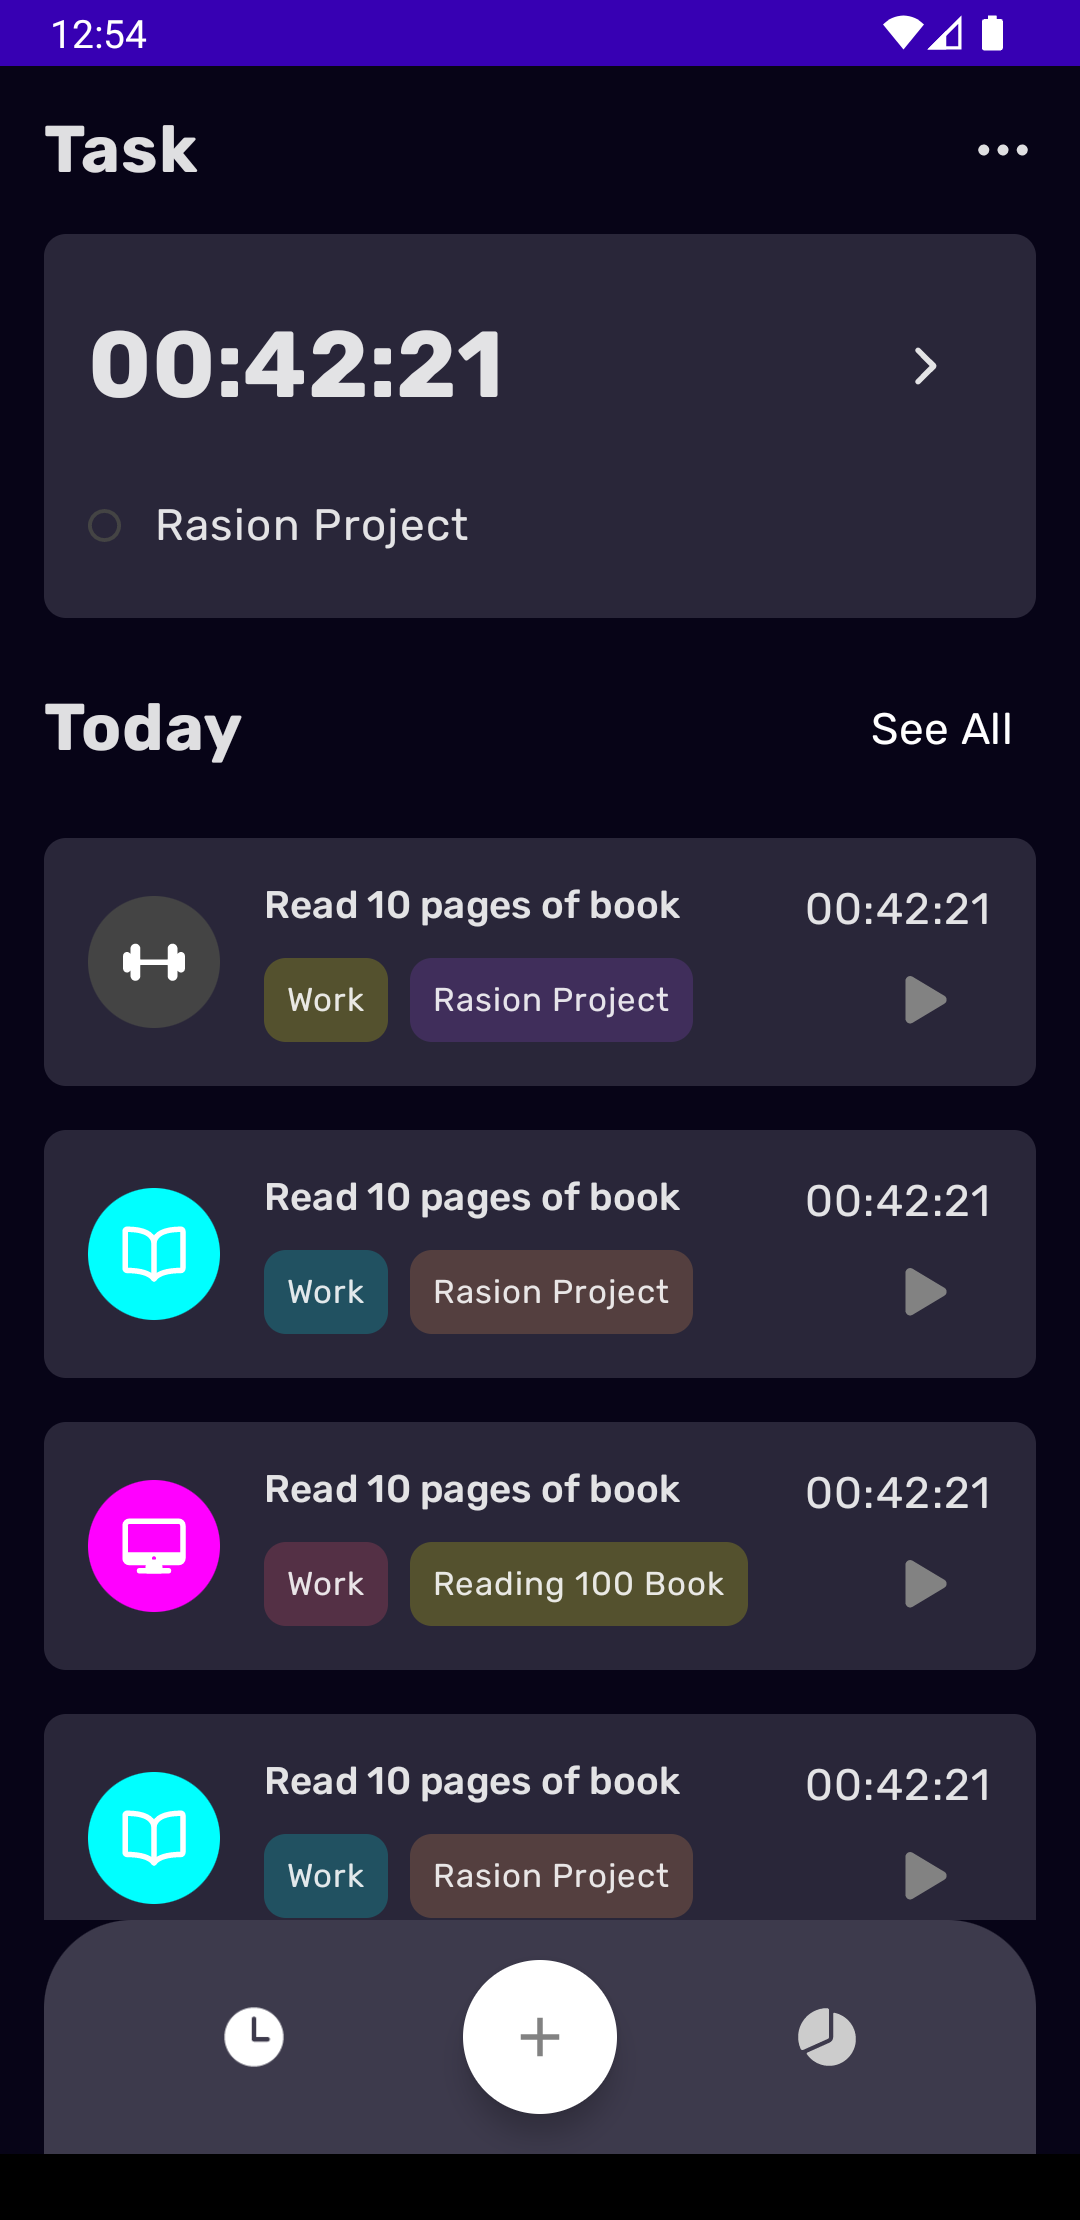 12:54
Task
00:42:21
Rasion Project
Today
See All
Read 10 pages of book
00:42:21
Work
Rasion Project
Read 10 pages of book
00:42:21
Work
Rasion Project
Read 10 pages of book
00:42:21
Work
Reading 100 Book
Read 10 pages of book
00:42:21
Work
Rasion Project